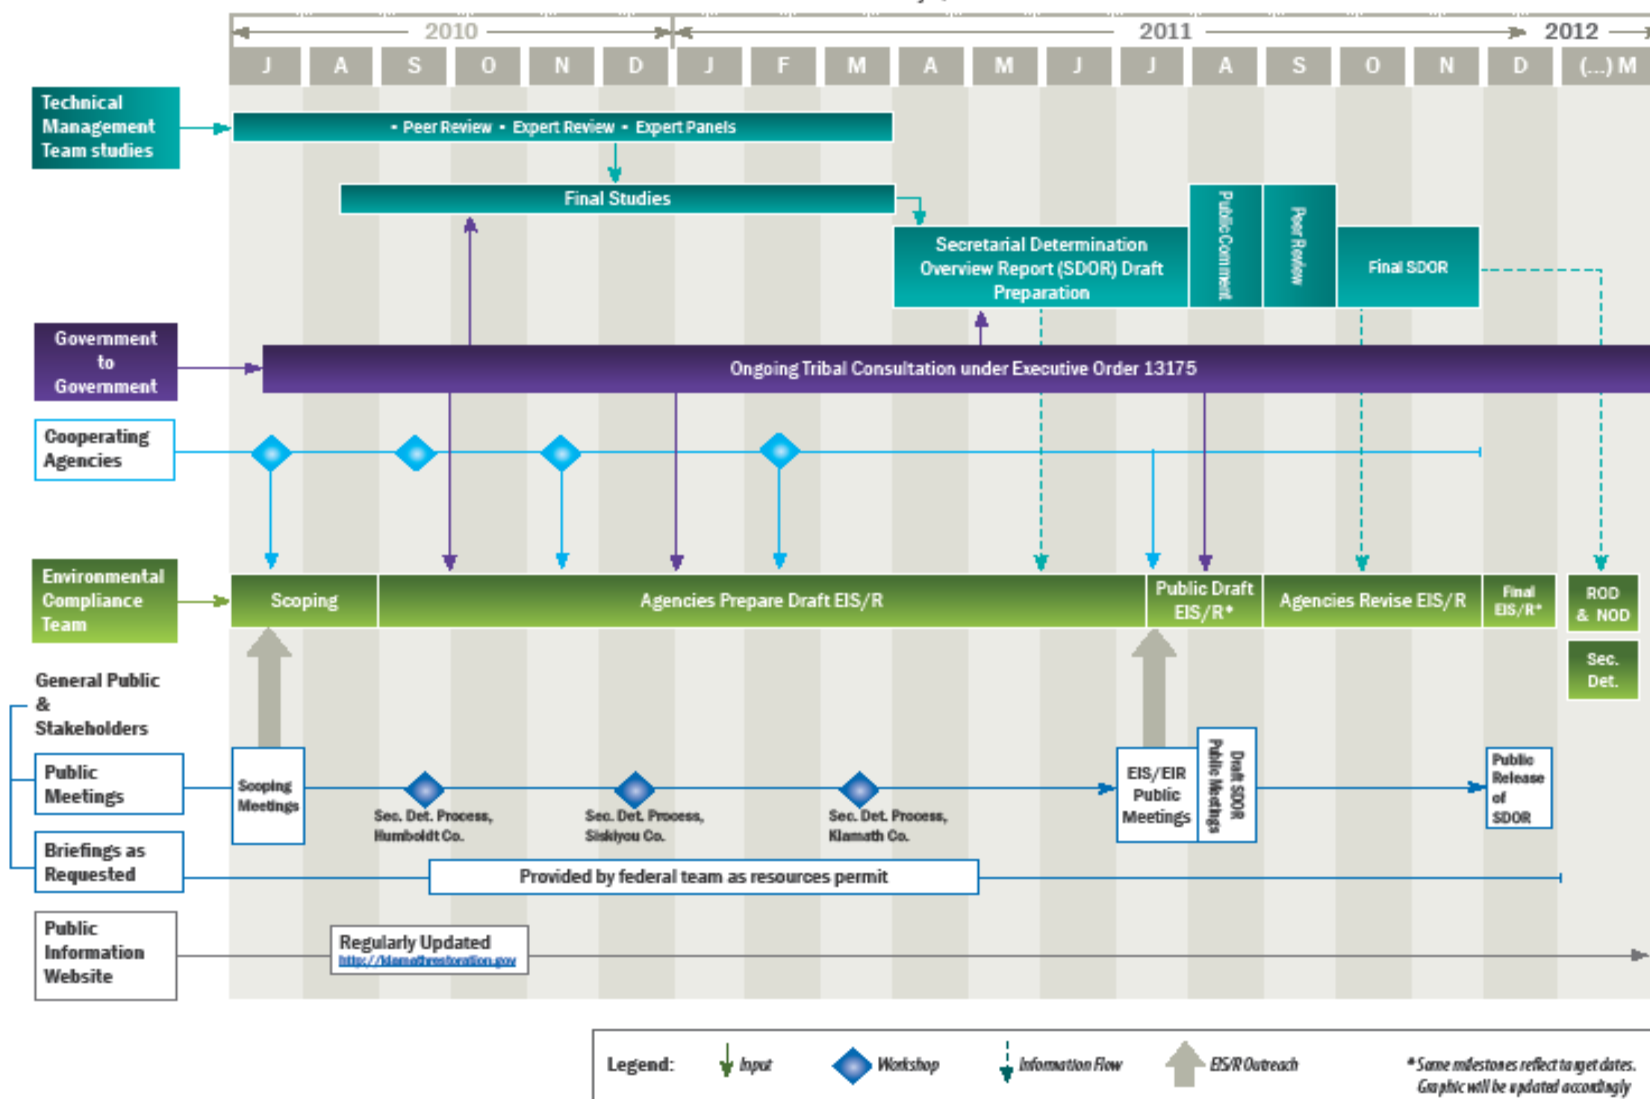 2010
2011
2012
J A S O N D J F M A M J J A S O N D (...) M
Technical
Management
Team studies
• Peer Review • Expert Review • Expert Panels
Final Studies
Secretarial Determination
Overview Report (SDOR) Draft
Preparation
Public Comment
Peer Review
Final SDOR
Government
to
Government
Ongoing Tribal Consultation under Executive Order 13175
Cooperating
Agencies
Environmental
Compliance
Team
Scoping
Agencies Prepare Draft EIS/R
Public Draft
EIS/R*
Agencies Revise EIS/R
Final
EIS/R*
ROD
& NOD
Sec.
Det.
General Public
&
Stakeholders
Public
Meetings
Scoping
Meetings
Sec. Det. Process,
Humboldt Co.
Sec. Det. Process,
Siskiyou Co.
Sec. Det. Process,
Klamath Co.
EIS/EIR
Public
Meetings
Draft SDOR
Public Meetings
Public
Release
of
SDOR
Briefings as
Requested
Provided by federal team as resources permit
Public
Information
Website
Regularly Updated
http://klamathrestoration.gov
Legend:
Input
Workshop
Information Flow
EIS/R Outreach
* Some milestones reflect target dates.
Graphic will be updated accordingly